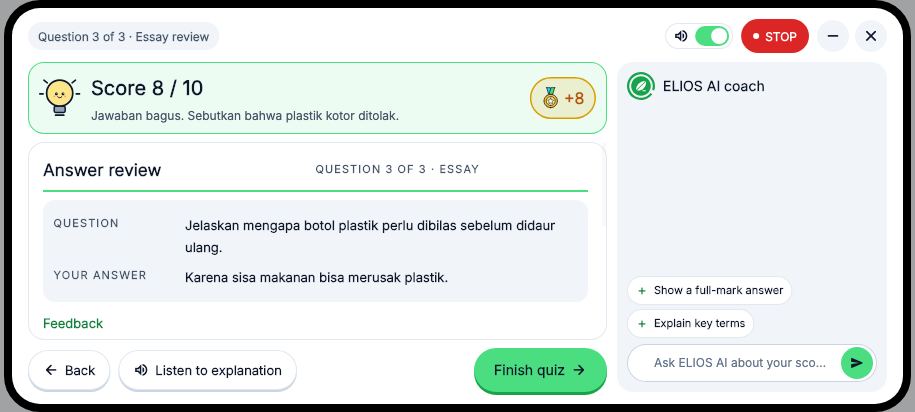 Question 3 of 3 · Essay review
STOP
Score 8 / 10
Jawaban bagus. Sebutkan bahwa plastik kotor ditolak.
+8
Answer review
QUESTION 3 OF 3 · ESSAY
QUESTION
Jelaskan mengapa botol plastik perlu dibilas sebelum didaur
ulang.
YOUR ANSWER
Karena sisa makanan bisa merusak plastik.
Feedback
Back
Listen to explanation
Finish quiz
ELIOS AI coach
+ Show a full-mark answer
+ Explain key terms
Ask ELIOS AI about your sco...